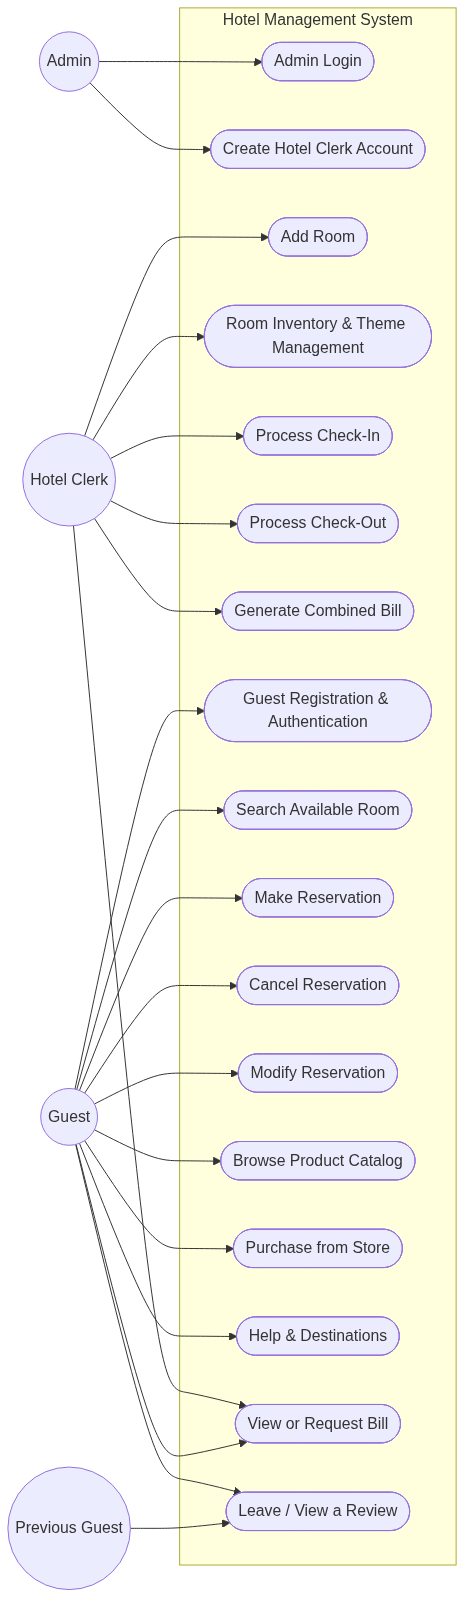 Hotel Management System
Admin
Admin Login
Create Hotel Clerk Account
Add Room
Room Inventory & Theme
Management
Process Check-In
Hotel Clerk
Process Check-Out
Generate Combined Bill
Guest Registration &
Authentication
Search Available Room
Make Reservation
Cancel Reservation
Modify Reservation
Guest
Browse Product Catalog
Purchase from Store
Help & Destinations
View or Request Bill
Leave / View a Review
Previous Guest